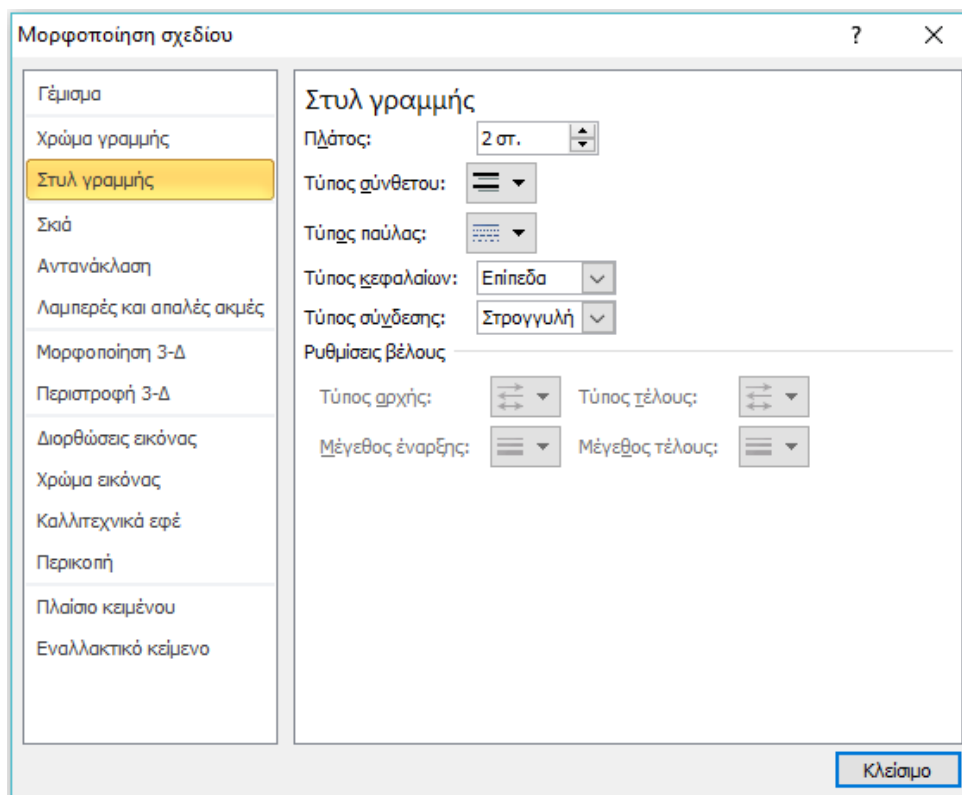 Μορφοποίηση σχεδίου ?
Γέμισμα
Χρώμα γραμμής
Στυλ γραμμής
Σκιά
Αντανάκλαση
Λαμπερές και απαλές ακμές
Μορφοποίηση 3-Δ
Περιστροφή 3-Δ
Διορθώσεις εικόνας
Χρώμα εικόνας
Καλλιτεχνικά εφέ
Περικοπή
Πλαίσιο κειμένου
Εναλλακτικό κείμενο
Στυλ γραμμής
Πλάτος: 2 στ.
Τύπος σύνθετου:
Τύπος παύλας:
Τύπος κεφαλαίων: Επίπεδα
Τύπος σύνδεσης: Στρογγυλή
Ρυθμίσεις βέλους
Τύπος αρχής: Τύπος τέλους:
Μέγεθος έναρξης: Μέγεθος τέλους:
Κλείσιμο